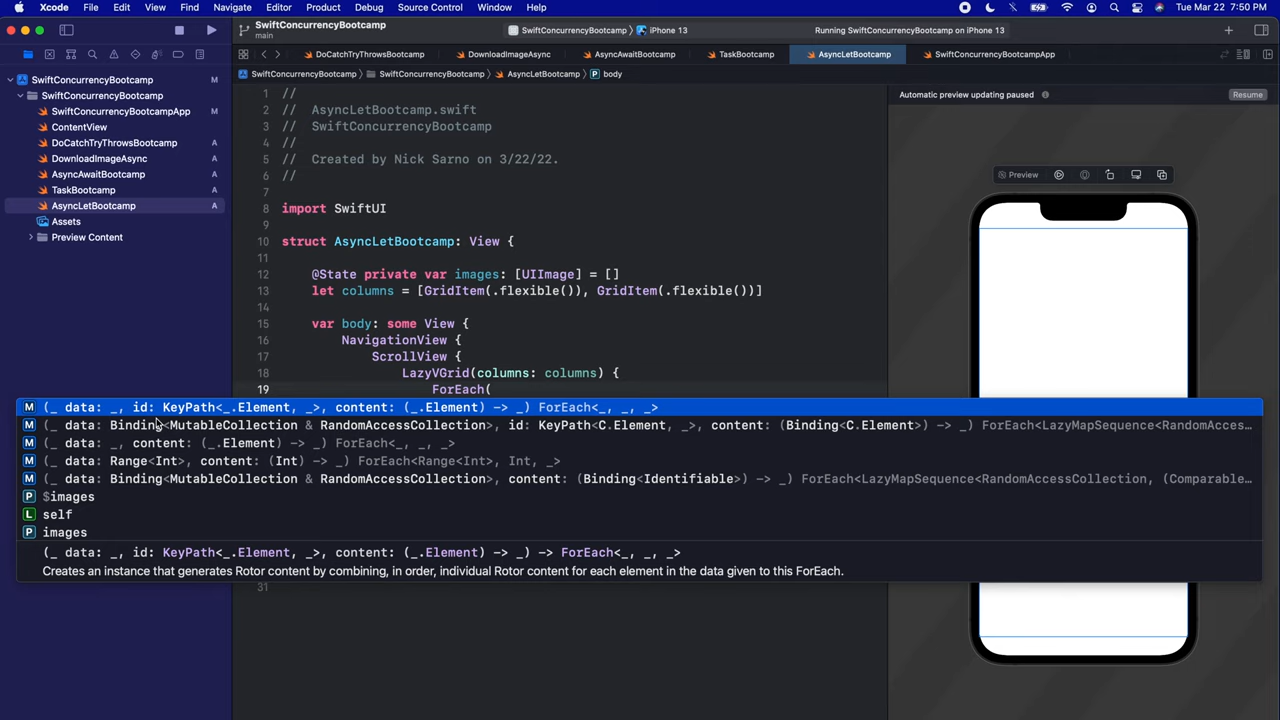 Xcode File Edit View Find Navigate Editor Product Debug Source Control Window Help Tue Mar 22 7:50 PM
SwiftConcurrencyBootcamp
main
SwiftConcurrencyBootcamp 〉 iPhone 13
Running SwiftConcurrencyBootcamp on iPhone 13
DoCatchTryThrowsBootcamp DownloadImageAsync AsyncAwaitBootcamp TaskBootcamp AsyncLetBootcamp SwiftConcurrencyBootcampApp
SwiftConcurrencyBootcamp 〉 SwiftConcurrencyBootcamp 〉 AsyncLetBootcamp 〉 P body
SwiftConcurrencyBootcamp M
SwiftConcurrencyBootcamp
SwiftConcurrencyBootcampApp M
ContentView
DoCatchTryThrowsBootcamp A
DownloadImageAsync A
AsyncAwaitBootcamp A
TaskBootcamp A
AsyncLetBootcamp A
Assets
Preview Content
1 //
2 // AsyncLetBootcamp.swift
3 // SwiftConcurrencyBootcamp
4 //
5 // Created by Nick Sarno on 3/22/22.
6 //
7
8 import SwiftUI
9
10 struct AsyncLetBootcamp: View {
11
12 @State private var images: [UIImage] = []
13 let columns = [GridItem(.flexible()), GridItem(.flexible())]
14
15 var body: some View {
16 NavigationView {
17 ScrollView {
18 LazyVGrid(columns: columns) {
19 ForEach(
M (_ data: _, id: KeyPath<_.Element, _>, content: (_.Element) -> _) ForEach<_, _, _>
M (_ data: Binding<MutableCollection & RandomAccessCollection>, id: KeyPath<C.Element, _>, content: (Binding<C.Element>) -> _) ForEach<LazyMapSequence<RandomAcces...
M (_ data: _, content: (_.Element) -> _) ForEach<_, _, _>
M (_ data: Range<Int>, content: (Int) -> _) ForEach<Range<Int>, Int, _>
M (_ data: Binding<MutableCollection & RandomAccessCollection>, content: (Binding<Identifiable>) -> _) ForEach<LazyMapSequence<RandomAccessCollection, (Comparable...
P $images
L self
P images
(_ data: _, id: KeyPath<_.Element, _>, content: (_.Element) -> _) -> ForEach<_, _, _>
Creates an instance that generates Rotor content by combining, in order, individual Rotor content for each element in the data given to this ForEach.
31
Automatic preview updating paused
Resume
Preview